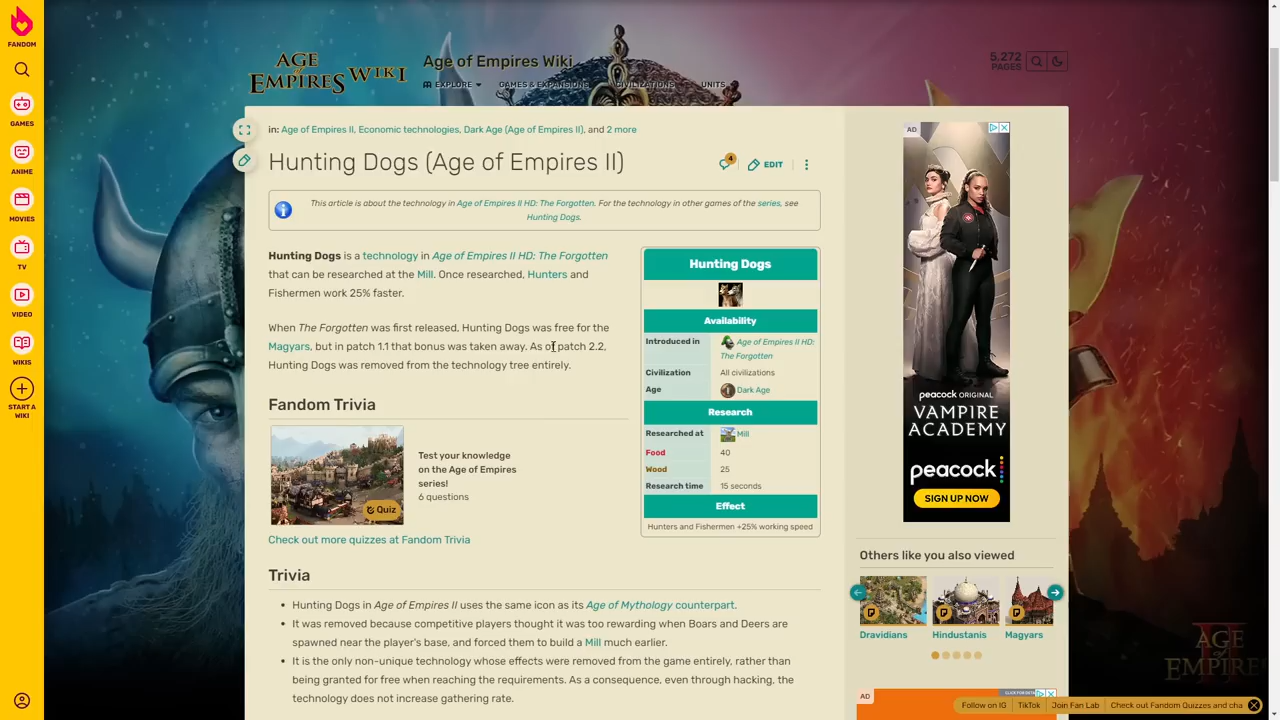 FANDOM
GAMES
ANIME
MOVIES
TV
VIDEO
WIKIS
START A
WIKI
AGE OF
EMPIRES WIKI
Age of Empires Wiki
EXPLORE
GAMES & EXPANSIONS
CIVILIZATIONS
UNITS
5,272
PAGES
in: Age of Empires II, Economic technologies, Dark Age (Age of Empires II), and 2 more
Hunting Dogs (Age of Empires II)
4
EDIT
This article is about the technology in Age of Empires II HD: The Forgotten. For the technology in other games of the series, see
Hunting Dogs.
Hunting Dogs is a technology in Age of Empires II HD: The Forgotten
that can be researched at the Mill. Once researched, Hunters and
Fishermen work 25% faster.
When The Forgotten was first released, Hunting Dogs was free for the
Magyars, but in patch 1.1 that bonus was taken away. As of patch 2.2,
Hunting Dogs was removed from the technology tree entirely.
Hunting Dogs
Availability
Introduced in Age of Empires II HD:
The Forgotten
Civilization All civilizations
Age Dark Age
Research
Researched at Mill
Food 40
Wood 25
Research time 15 seconds
Effect
Hunters and Fishermen +25% working speed
Fandom Trivia
Quiz
Test your knowledge
on the Age of Empires
series!
6 questions
Check out more quizzes at Fandom Trivia
Trivia
• Hunting Dogs in Age of Empires II uses the same icon as its Age of Mythology counterpart.
• It was removed because competitive players thought it was too rewarding when Boars and Deers are
spawned near the player's base, and forced them to build a Mill much earlier.
• It is the only non-unique technology whose effects were removed from the game entirely, rather than
being granted for free when reaching the requirements. As a consequence, even through hacking, the
technology does not increase gathering rate.
AD
peacock ORIGINAL
VAMPIRE
ACADEMY
peacock
SIGN UP NOW
Others like you also viewed
Dravidians
Hindustanis
Magyars
AD
AGE OF
EMPIRES
Follow on IG
TikTok
Join Fan Lab
Check out Fandom Quizzes and cha